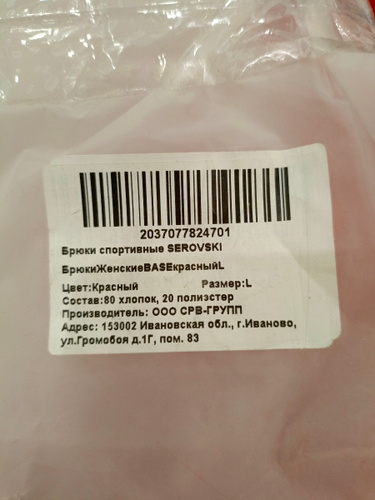 2037077824701
Брюки спортивные SEROVSKI
БрюкиЖенскиеBASEкрасныйL
Цвет:Красный Размер:L
Состав:80 хлопок, 20 полиэстер
Производитель: ООО СРВ-ГРУПП
Адрес: 153002 Ивановская обл., г.Иваново,
ул.Громобоя д.1Г, пом. 83